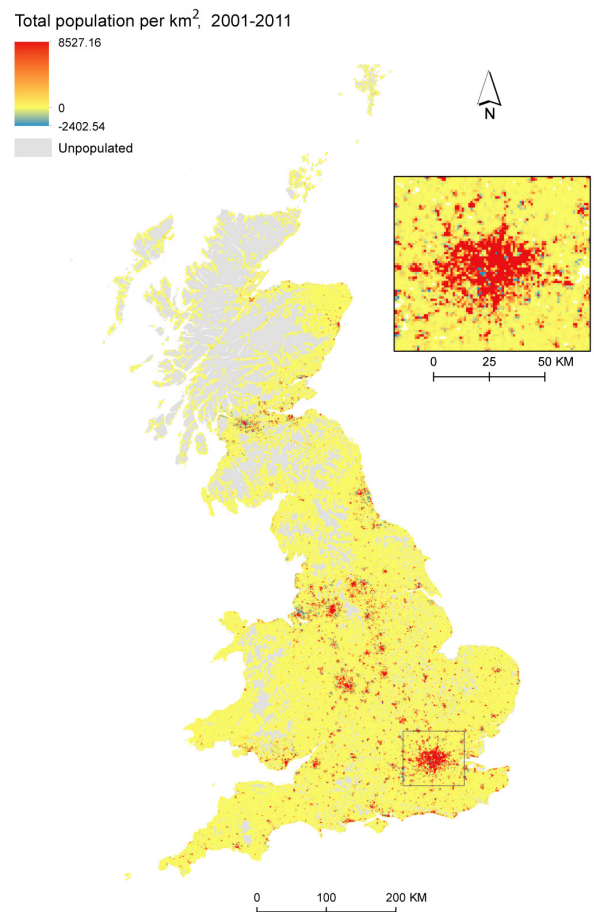 Total population per km², 2001-2011
8527.16
0
-2402.54
Unpopulated
N
0 25 50 KM
0 100 200 KM